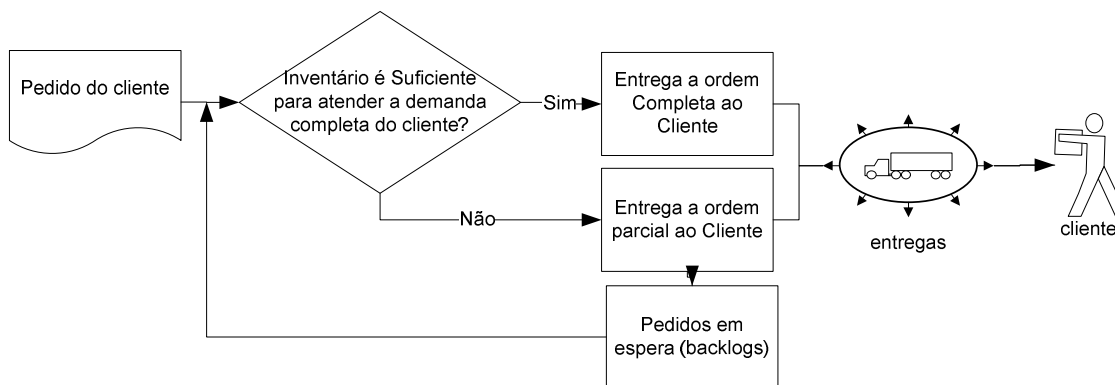 Pedido do cliente
Inventário é Suficiente
para atender a demanda
completa do cliente?
Sim
Entrega a ordem
Completa ao
Cliente
Não
Entrega a ordem
parcial ao Cliente
Pedidos em
espera (backlogs)
entregas
cliente